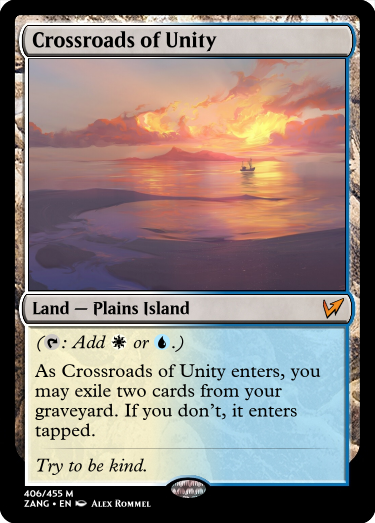 Crossroads of Unity
Land — Plains Island
(: Add or .)
As Crossroads of Unity enters, you
may exile two cards from your
graveyard. If you don't, it enters
tapped.
Try to be kind.
406/455 M
ZANG • EN Alex Rommel